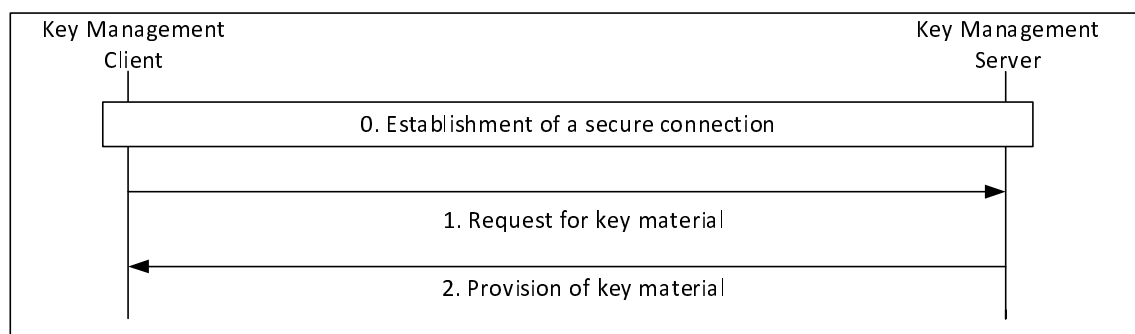 Key Management
Client
Key Management
Server
0. Establishment of a secure connection
1. Request for key material
2. Provision of key material